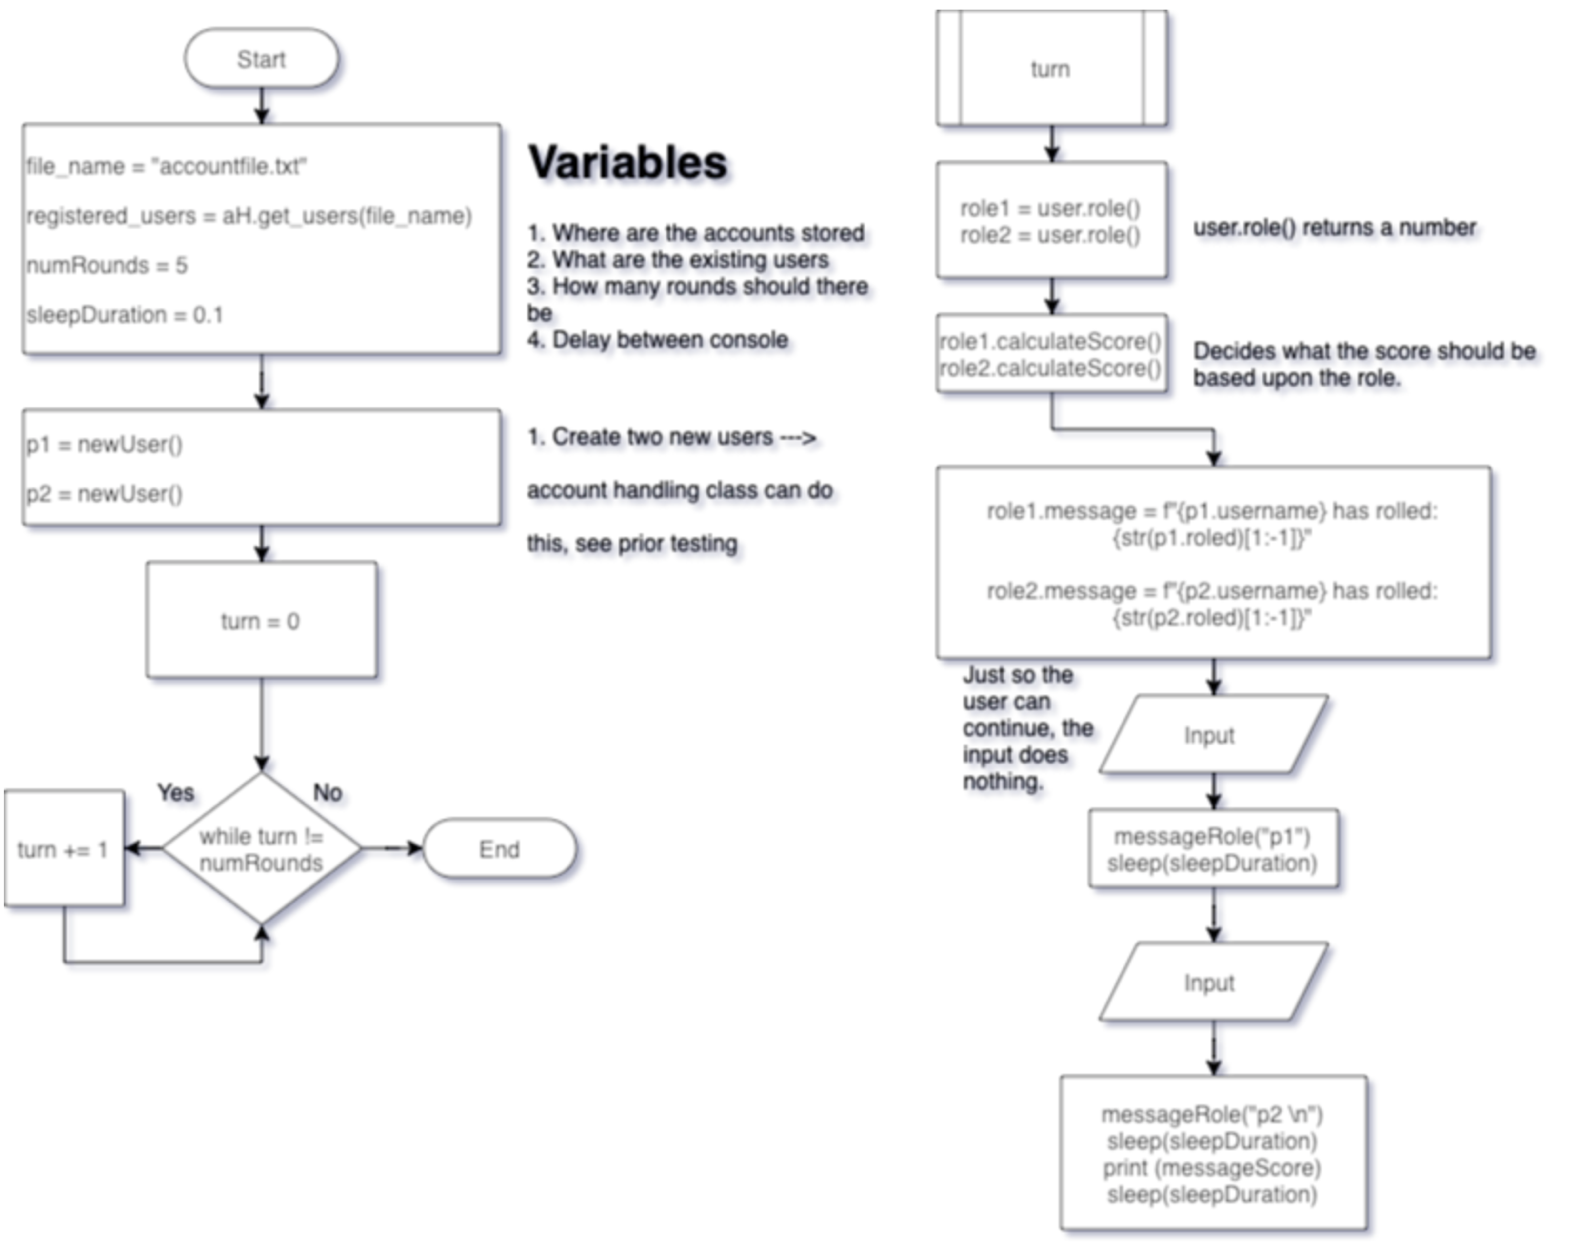 Start
file_name = "accountfile.txt"
registered_users = aH.get_users(file_name)
numRounds = 5
sleepDuration = 0.1
Variables
1. Where are the accounts stored
2. What are the existing users
3. How many rounds should there
be
4. Delay between console
p1 = newUser()
p2 = newUser()
1. Create two new users --->
account handling class can do
this, see prior testing
turn = 0
Yes
No
while turn !=
numRounds
turn += 1
End
turn
role1 = user.role()
role2 = user.role()
user.role() returns a number
role1.calculateScore()
role2.calculateScore()
Decides what the score should be
based upon the role.
role1.message = f"{p1.username} has rolled:
{str(p1.roled)[1:-1]}"
role2.message = f"{p2.username} has rolled:
{str(p2.roled)[1:-1]}"
Just so the
user can
continue, the
input does
nothing.
Input
messageRole("p1")
sleep(sleepDuration)
Input
messageRole("p2 \n")
sleep(sleepDuration)
print (messageScore)
sleep(sleepDuration)